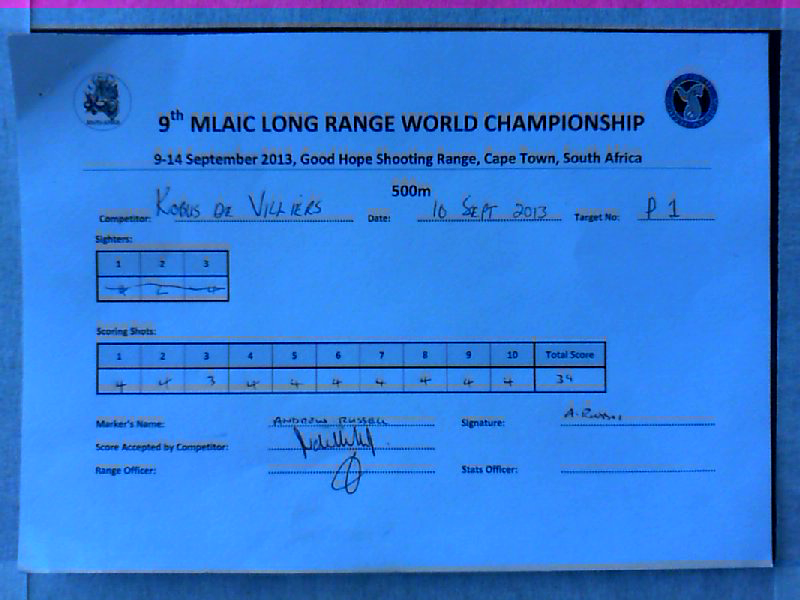 9th MLAIC LONG RANGE WORLD CHAMPIONSHIP
9-14 September 2013, Good Hope Shooting Range, Cape Town, South Africa
500m
Competitor: KOBUS DE VILLIERS Date: 10 SEPT 2013 Target No: P 1
Sighters:
1 2 3
Scoring Shots:
1 2 3 4 5 6 7 8 9 10 Total Score
4 4 3 4 4 4 4 4 4 4 39
Marker's Name: ANDREW RUSSELL Signature: A. Russell
Score Accepted by Competitor:
Range Officer: Stats Officer: